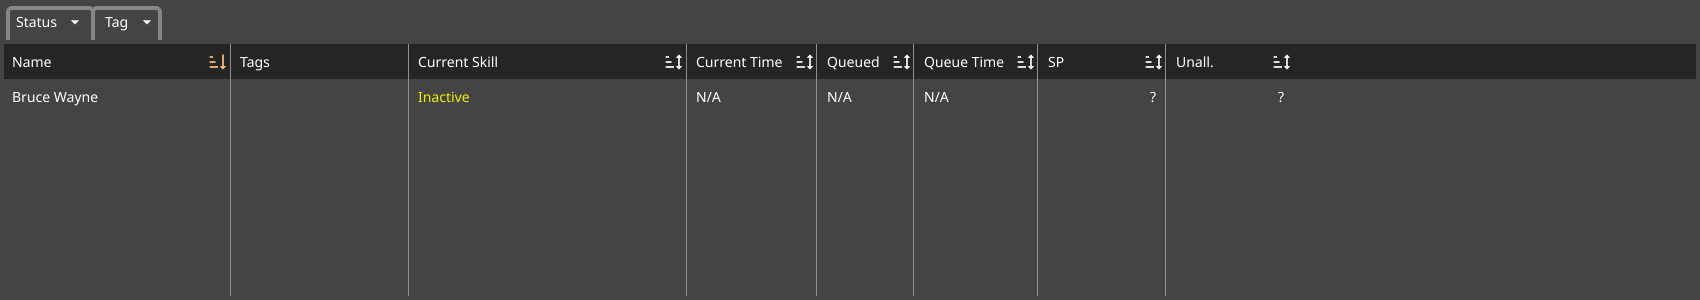 Status Tag
Name Tags Current Skill Current Time Queued Queue Time SP Unall.
Bruce Wayne Inactive N/A N/A N/A ? ?